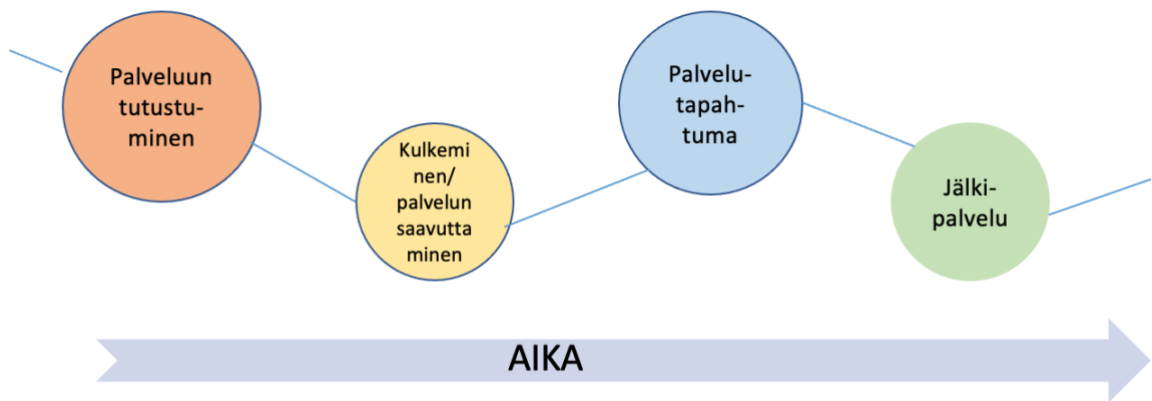 Palveluun
tutustu-
minen
Kulkemi
nen/
palvelun
saavutta
minen
Palvelu-
tapah-
tuma
Jälki-
palvelu
AIKA